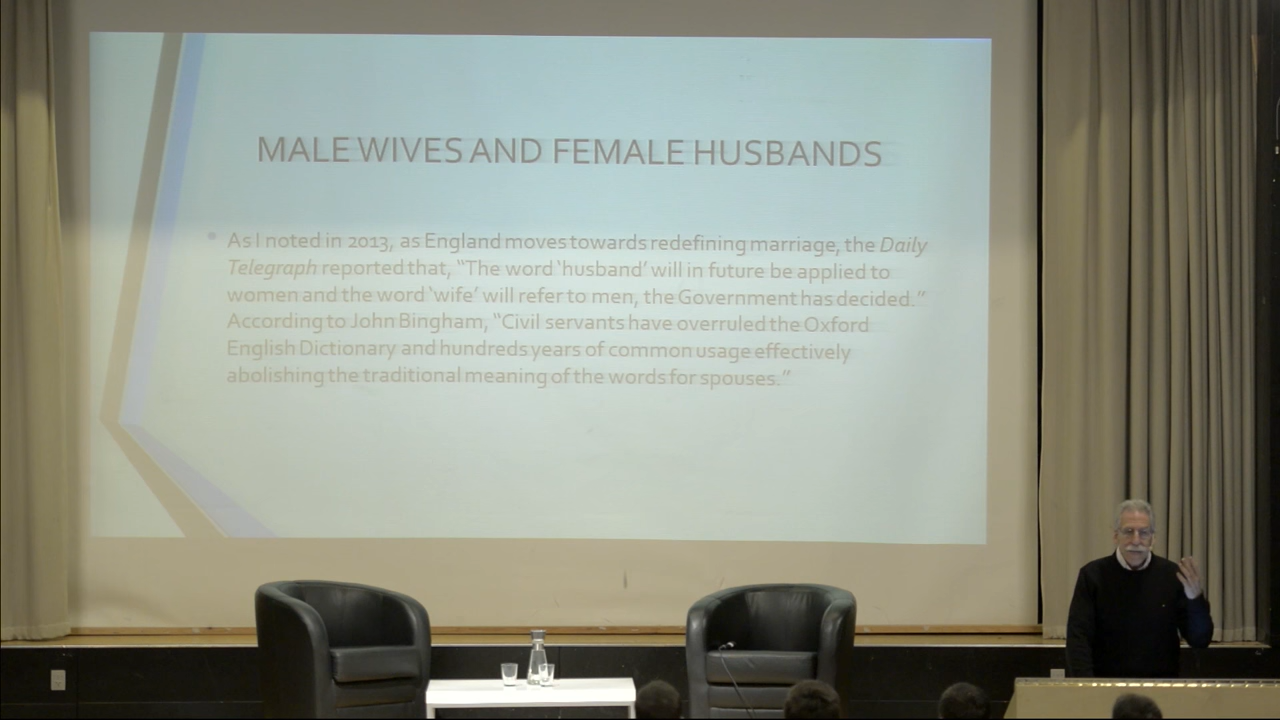 MALE WIVES AND FEMALE HUSBANDS
As I noted in 2013, as England moves towards redefining marriage, the Daily
Telegraph reported that, “The word ‘husband’ will in future be applied to
women and the word ‘wife’ will refer to men, the Government has decided.”
According to John Bingham, “Civil servants have overruled the Oxford
English Dictionary and hundreds years of common usage effectively
abolishing the traditional meaning of the words for spouses.”